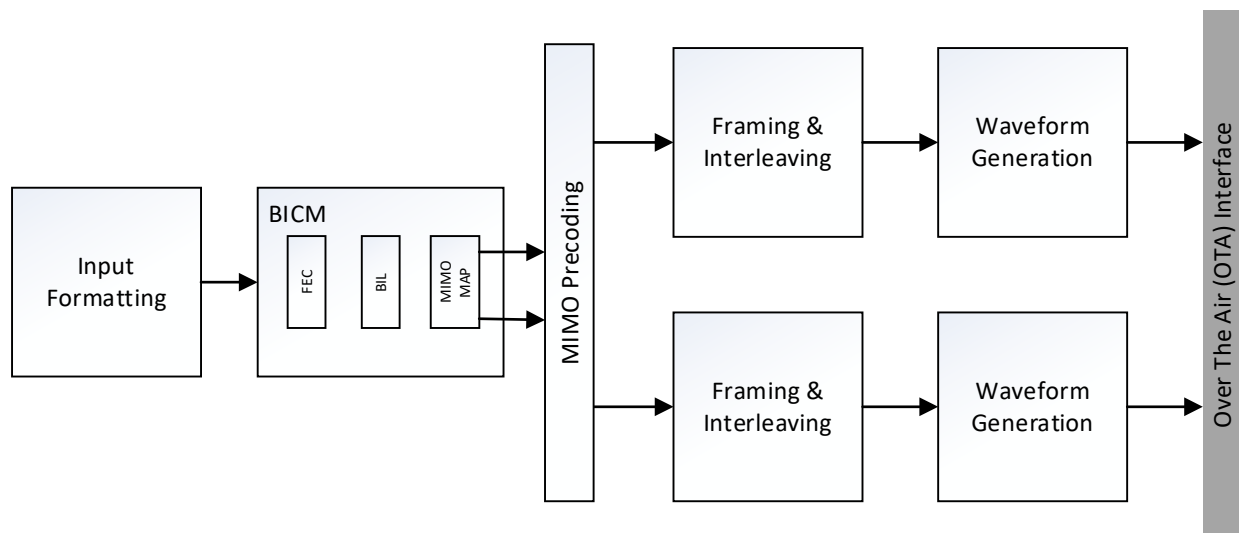 Input
Formatting
BICM
FEC
BIL
MIMO
MAP
MIMO Precoding
Framing &
Interleaving
Waveform
Generation
Framing &
Interleaving
Waveform
Generation
Over The Air (OTA) Interface